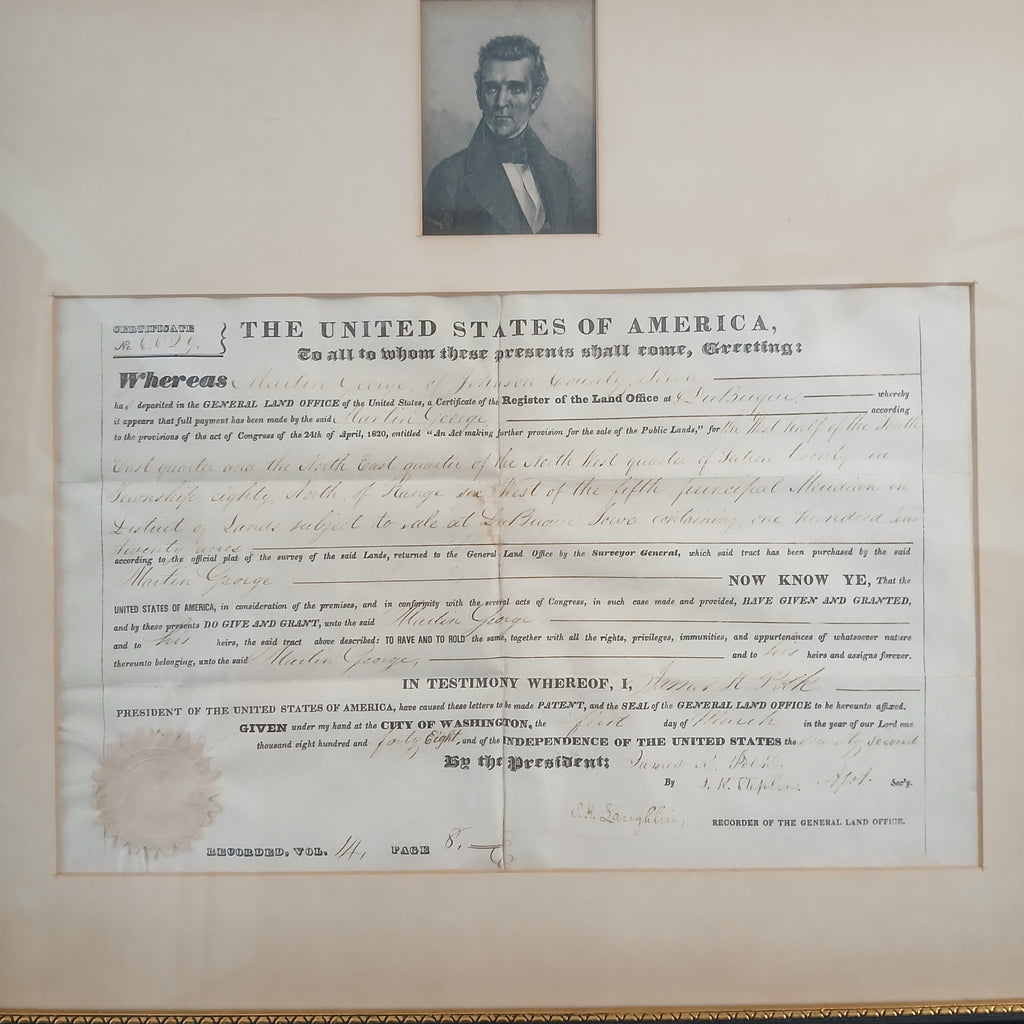 CERTIFICATE
No.
THE UNITED STATES OF AMERICA,
To all to whom these presents shall come, Greeting:
Whereas Martin George, of Johnson County, Iowa
has deposited in the GENERAL LAND OFFICE of the United States, a Certificate of the Register of the Land Office at DuBuque, whereby
it appears that full payment has been made by the said Martin George according
to the provisions of the act of Congress of the 24th of April, 1820, entitled "An Act making further provision for the sale of the Public Lands," for the West half of the South
East quarter and the North East quarter of the North West quarter of Section twenty in
Township eighty, North of Range six West of the fifth principal Meridian in
District of Lands subject to sale at DuBuque Iowa containing one hundred and
twenty acres
according to the official plat of the survey of the said Lands, returned to the General Land Office by the Surveyor General, which said tract has been purchased by the said
Martin George NOW KNOW YE, That the
UNITED STATES OF AMERICA, in consideration of the premises, and in conformity with the several acts of Congress, in such case made and provided, HAVE GIVEN AND GRANTED,
and by these presents DO GIVE AND GRANT, unto the said Martin George
and to his heirs, the said tract above described: TO HAVE AND TO HOLD the same, together with all the rights, privileges, immunities, and appurtenances of whatsoever nature
thereunto belonging, unto the said Martin George, and to his heirs and assigns forever.
IN TESTIMONY WHEREOF, I, James K. Polk
PRESIDENT OF THE UNITED STATES OF AMERICA, have caused these letters to be made PATENT, and the SEAL of the GENERAL LAND OFFICE to be hereunto affixed.
GIVEN under my hand at the CITY OF WASHINGTON, the first day of March in the year of our Lord one
thousand eight hundred and forty Eight, and of the INDEPENDENCE OF THE UNITED STATES the seventy second
By the President: James K. Polk
By J. K. Stephens Asst. Sec'y.
S. H. Laughlin, RECORDER OF THE GENERAL LAND OFFICE.
RECORDED, VOL. 14, PAGE 8.